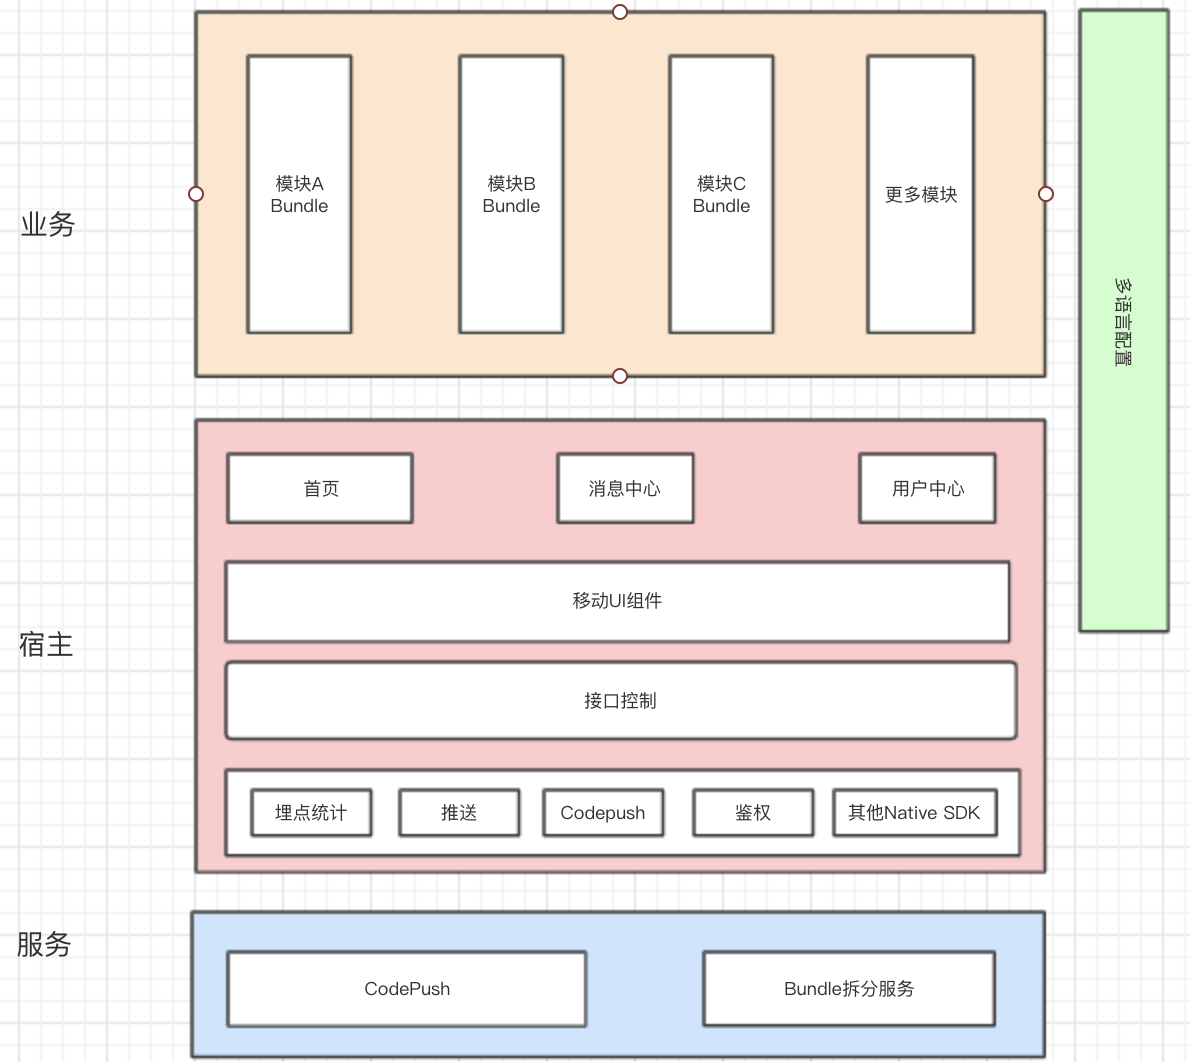 业务
模块A
Bundle
模块B
Bundle
模块C
Bundle
更多模块
多语言配置
宿主
首页
消息中心
用户中心
移动UI组件
接口控制
埋点统计
推送
Codepush
鉴权
其他Native SDK
服务
CodePush
Bundle拆分服务